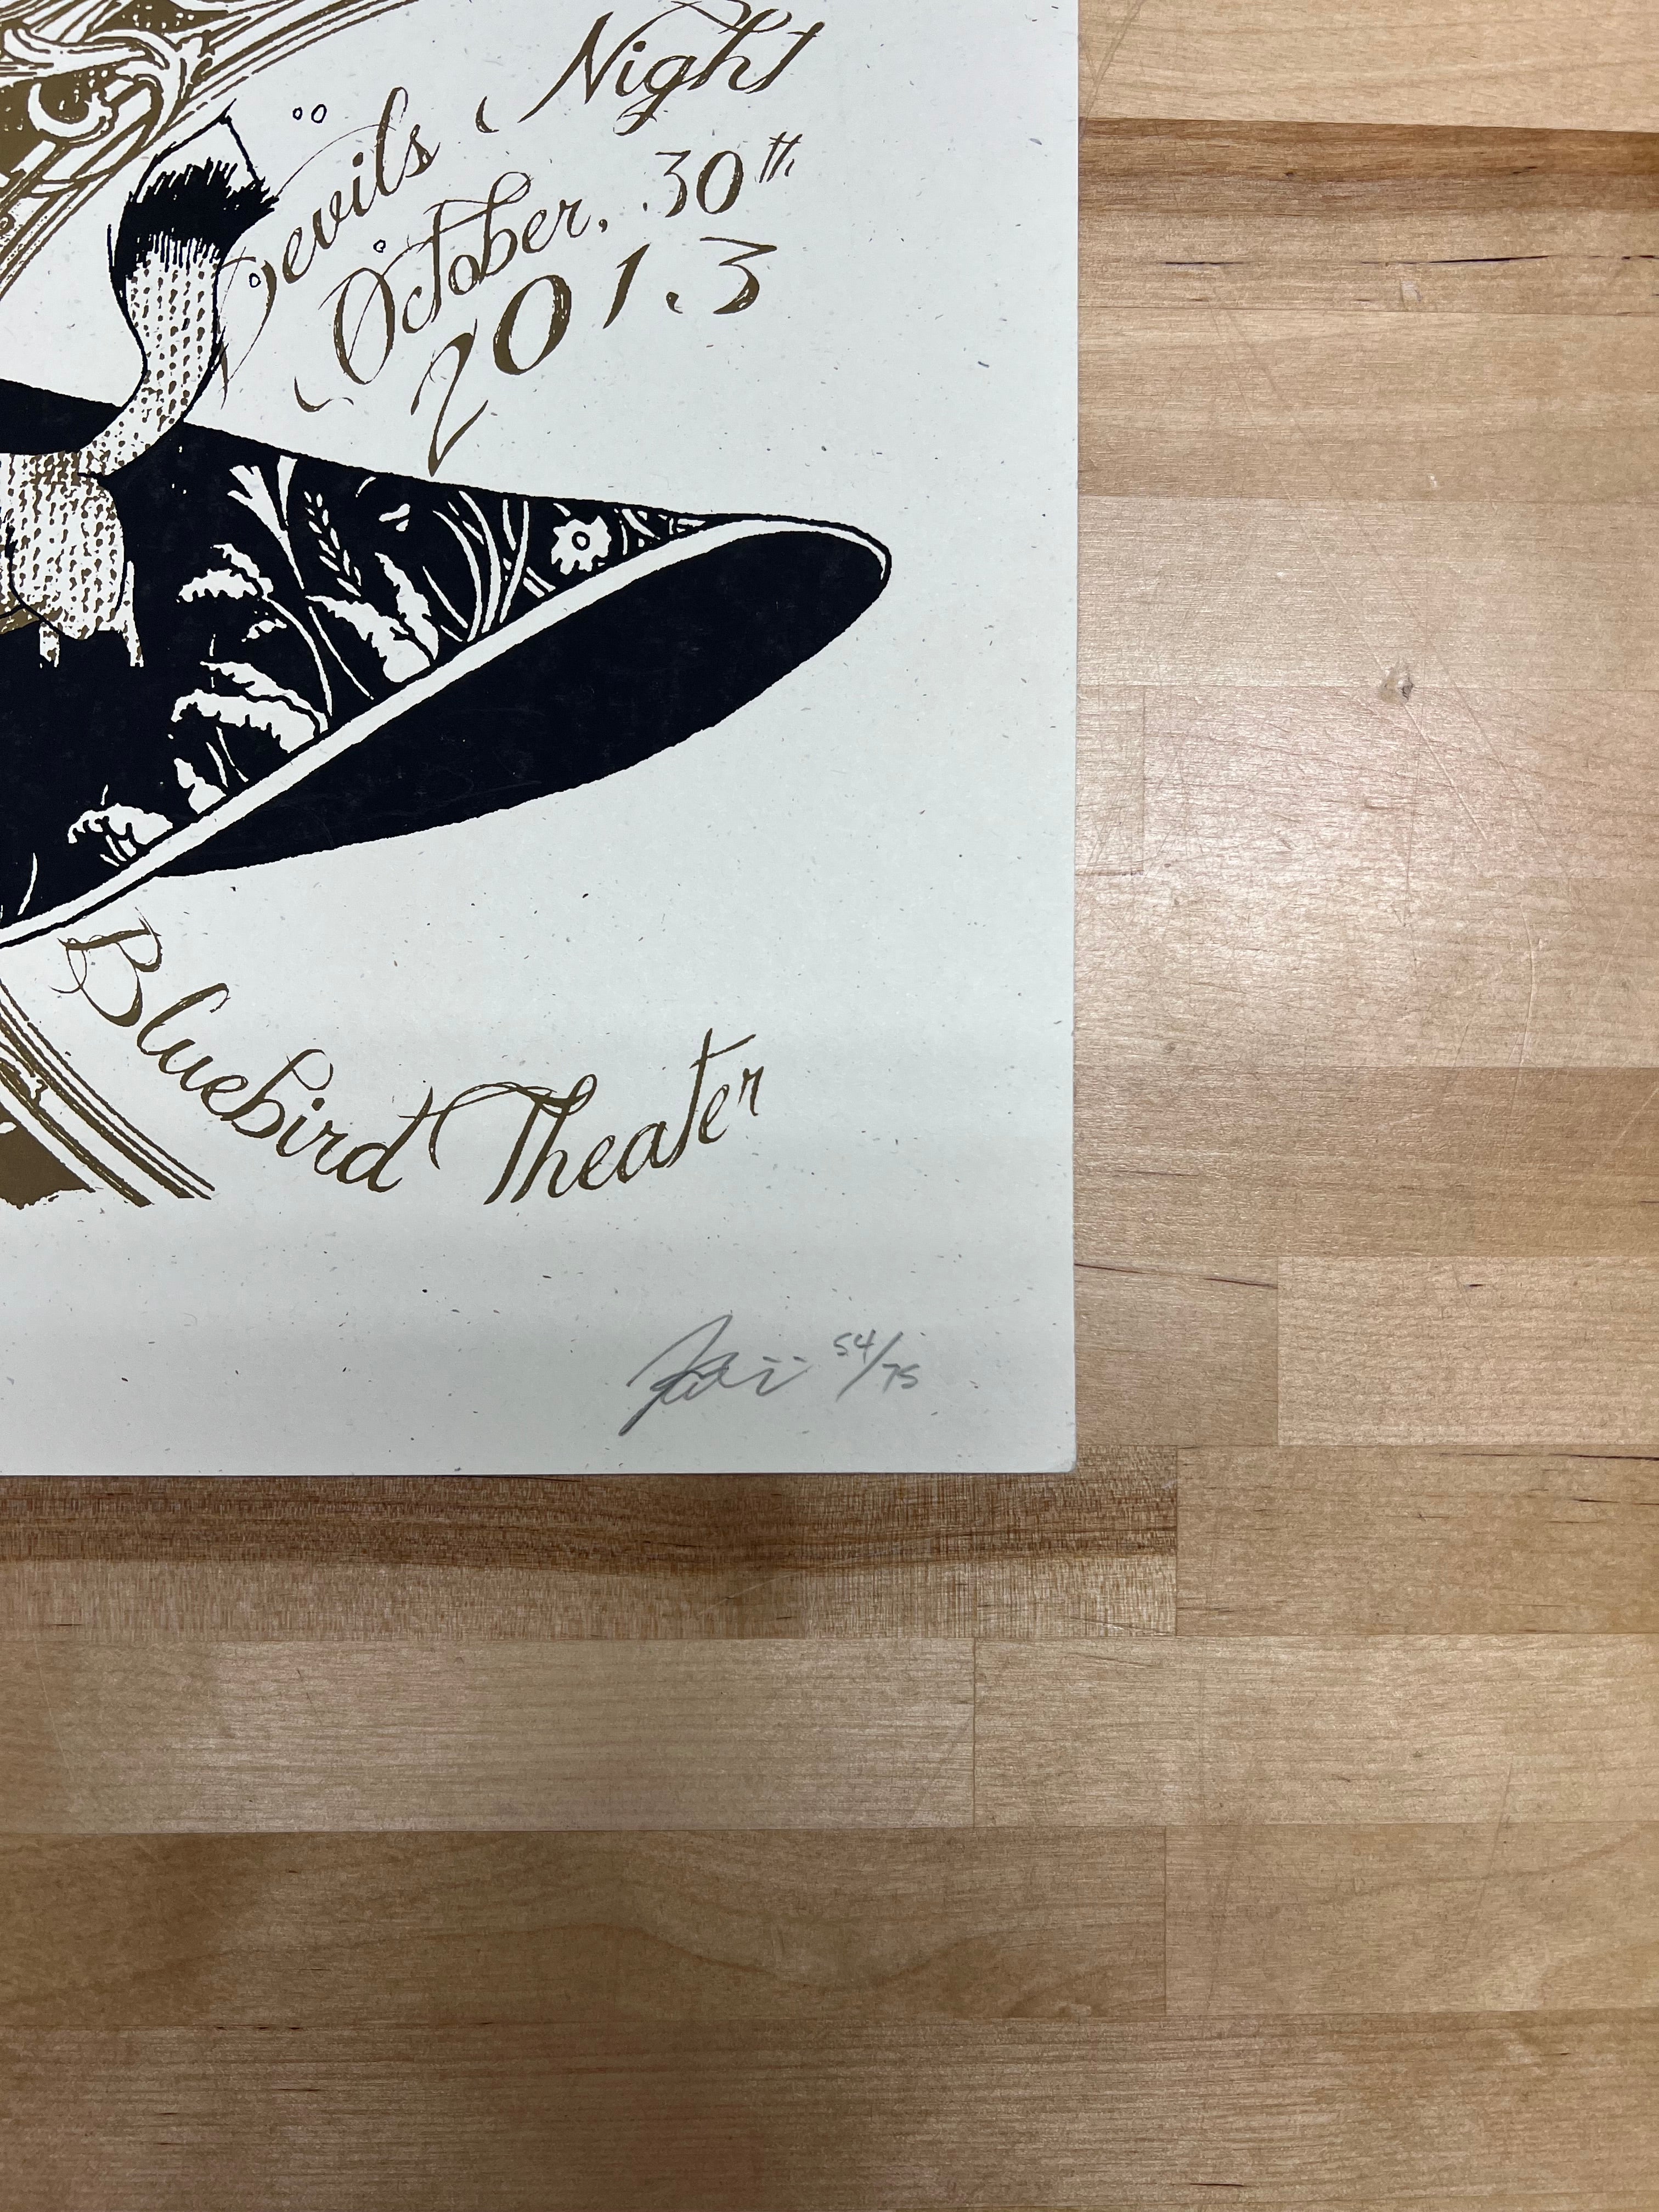 Devils Night
October, 30th
2013
Bluebird Theater
54/75